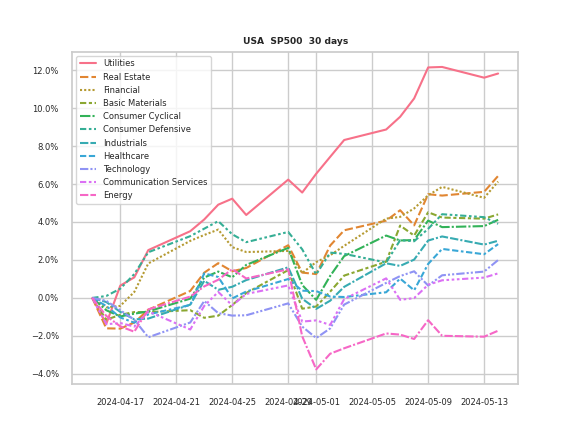 USA  SP500  30 days
12.0%
10.0%
8.0%
6.0%
4.0%
2.0%
0.0%
−2.0%
−4.0%
Utilities
Real Estate
Financial
Basic Materials
Consumer Cyclical
Consumer Defensive
Industrials
Healthcare
Technology
Communication Services
Energy
2024-04-17 2024-04-21 2024-04-25 2024-04-29 2024-05-01 2024-05-05 2024-05-09 2024-05-13